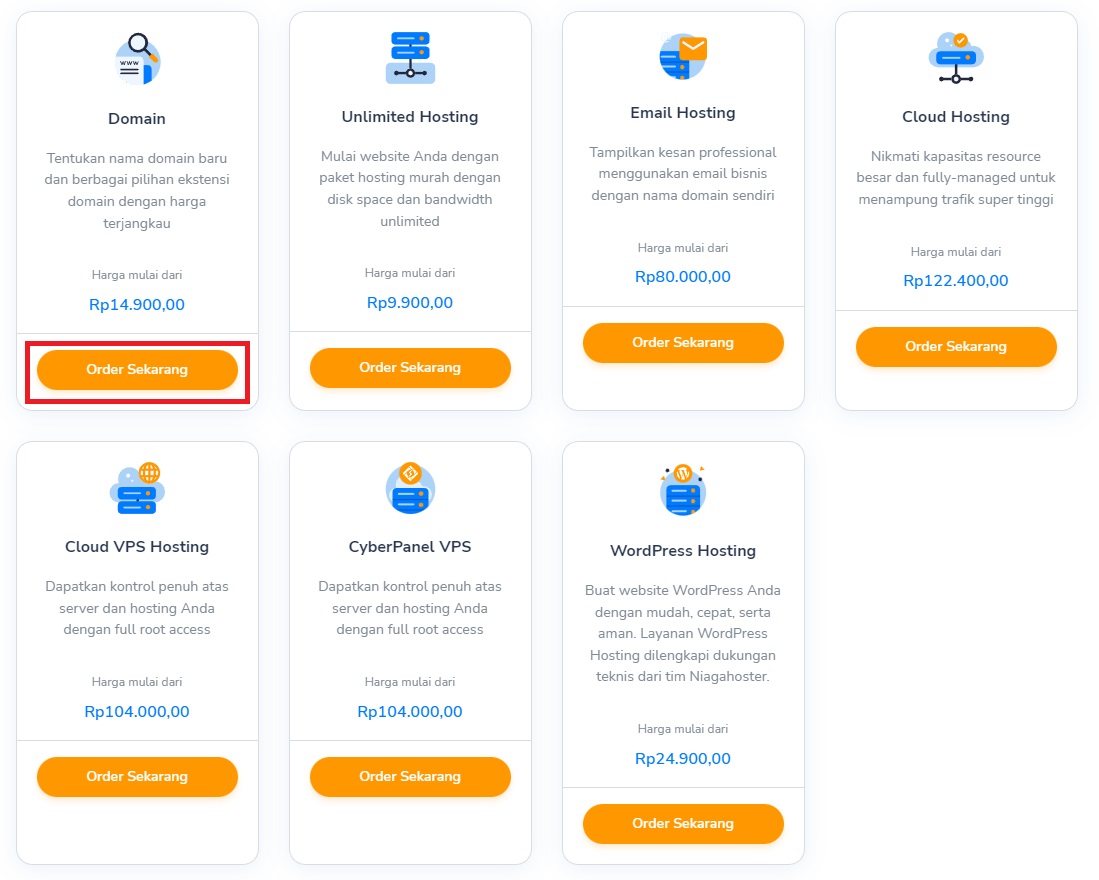 www
Domain
Tentukan nama domain baru
dan berbagai pilihan ekstensi
domain dengan harga
terjangkau
Harga mulai dari
Rp14.900,00
Order Sekarang
Unlimited Hosting
Mulai website Anda dengan
paket hosting murah dengan
disk space dan bandwidth
unlimited
Harga mulai dari
Rp9.900,00
Order Sekarang
Email Hosting
Tampilkan kesan professional
menggunakan email bisnis
dengan nama domain sendiri
Harga mulai dari
Rp80.000,00
Order Sekarang
Cloud Hosting
Nikmati kapasitas resource
besar dan fully-managed untuk
menampung trafik super tinggi
Harga mulai dari
Rp122.400,00
Order Sekarang
Cloud VPS Hosting
Dapatkan kontrol penuh atas
server dan hosting Anda
dengan full root access
Harga mulai dari
Rp104.000,00
Order Sekarang
CyberPanel VPS
Dapatkan kontrol penuh atas
server dan hosting Anda
dengan full root access
Harga mulai dari
Rp104.000,00
Order Sekarang
WordPress Hosting
Buat website WordPress Anda
dengan mudah, cepat, serta
aman. Layanan WordPress
Hosting dilengkapi dukungan
teknis dari tim Niagahoster.
Harga mulai dari
Rp24.900,00
Order Sekarang